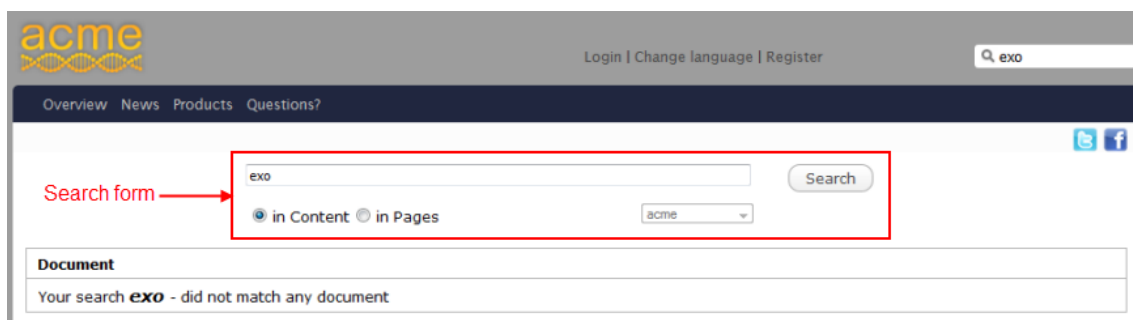 acme
Login | Change language | Register
exo
Overview News Products Questions?
exo
Search
Search form
in Content in Pages
acme
Document
Your search exo - did not match any document